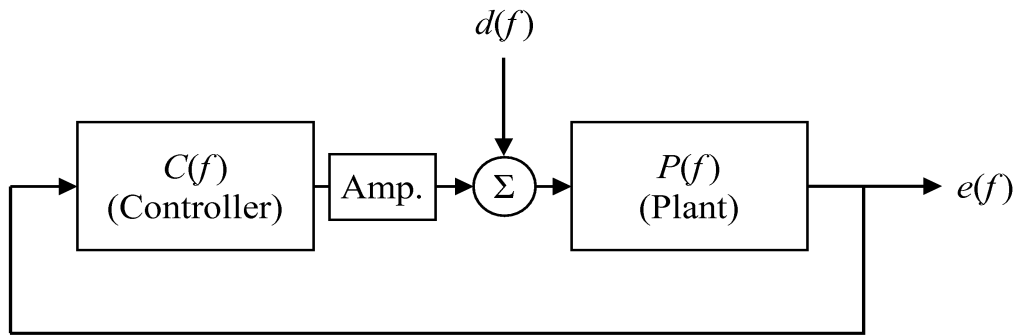 d(f)
C(f)
(Controller)
Amp.
Σ
P(f)
(Plant)
e(f)